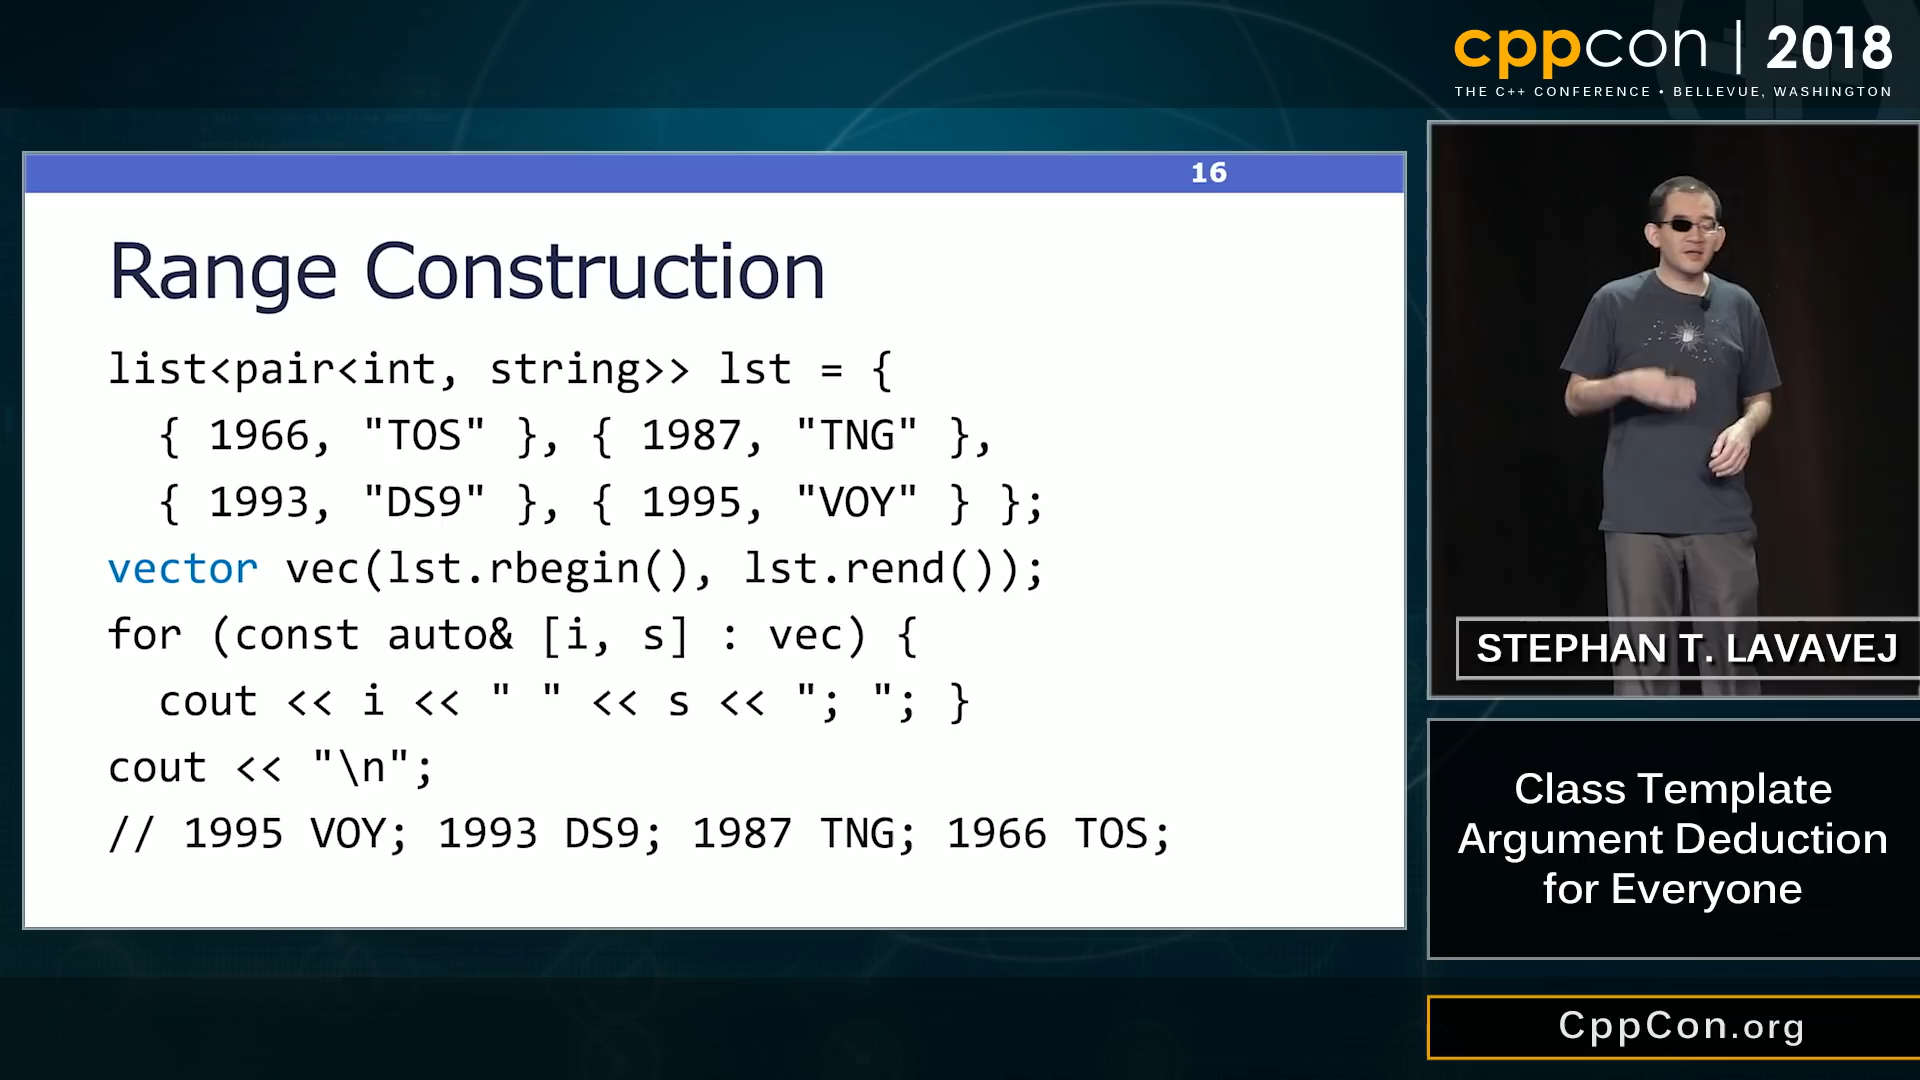 cppcon | 2018
THE C++ CONFERENCE • BELLEVUE, WASHINGTON
16
Range Construction
list<pair<int, string>> lst = {
  { 1966, "TOS" }, { 1987, "TNG" },
  { 1993, "DS9" }, { 1995, "VOY" } };
vector vec(lst.rbegin(), lst.rend());
for (const auto& [i, s] : vec) {
  cout << i << " " << s << "; "; }
cout << "\n";
// 1995 VOY; 1993 DS9; 1987 TNG; 1966 TOS;
STEPHAN T. LAVAVEJ
Class Template
Argument Deduction
for Everyone
CppCon.org